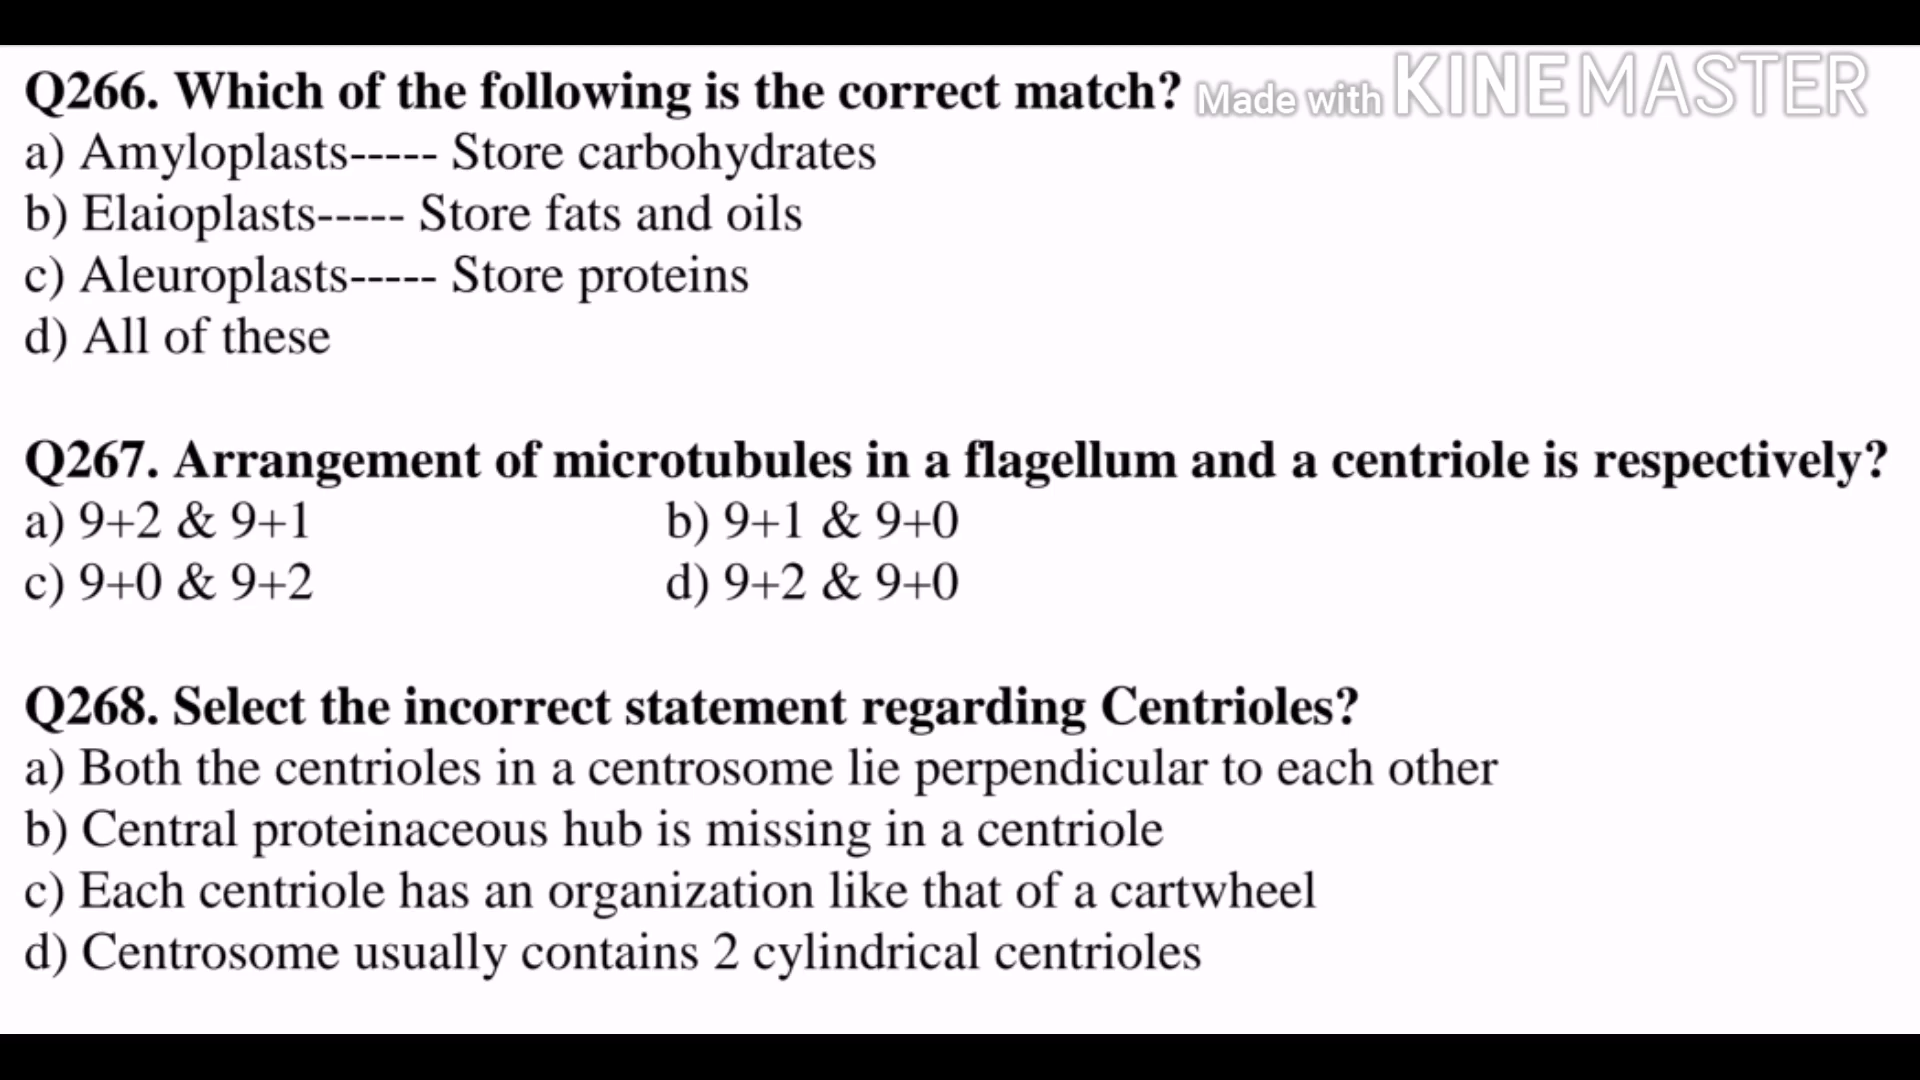 Q266. Which of the following is the correct match? Made with KINEMASTER
a) Amyloplasts----- Store carbohydrates
b) Elaioplasts----- Store fats and oils
c) Aleuroplasts----- Store proteins
d) All of these
Q267. Arrangement of microtubules in a flagellum and a centriole is respectively?
a) 9+2 & 9+1 b) 9+1 & 9+0
c) 9+0 & 9+2 d) 9+2 & 9+0
Q268. Select the incorrect statement regarding Centrioles?
a) Both the centrioles in a centrosome lie perpendicular to each other
b) Central proteinaceous hub is missing in a centriole
c) Each centriole has an organization like that of a cartwheel
d) Centrosome usually contains 2 cylindrical centrioles